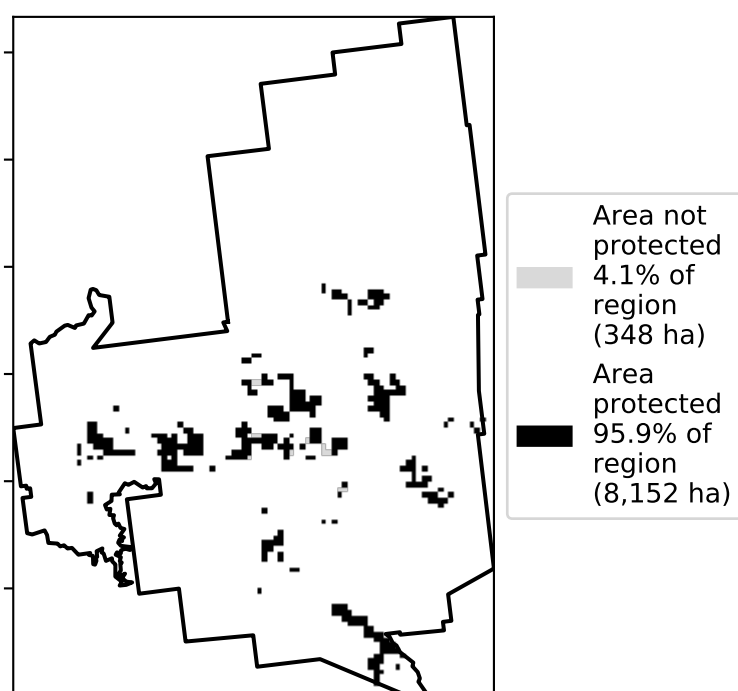 Area not
protected
4.1% of
region
(348 ha)
Area
protected
95.9% of
region
(8,152 ha)